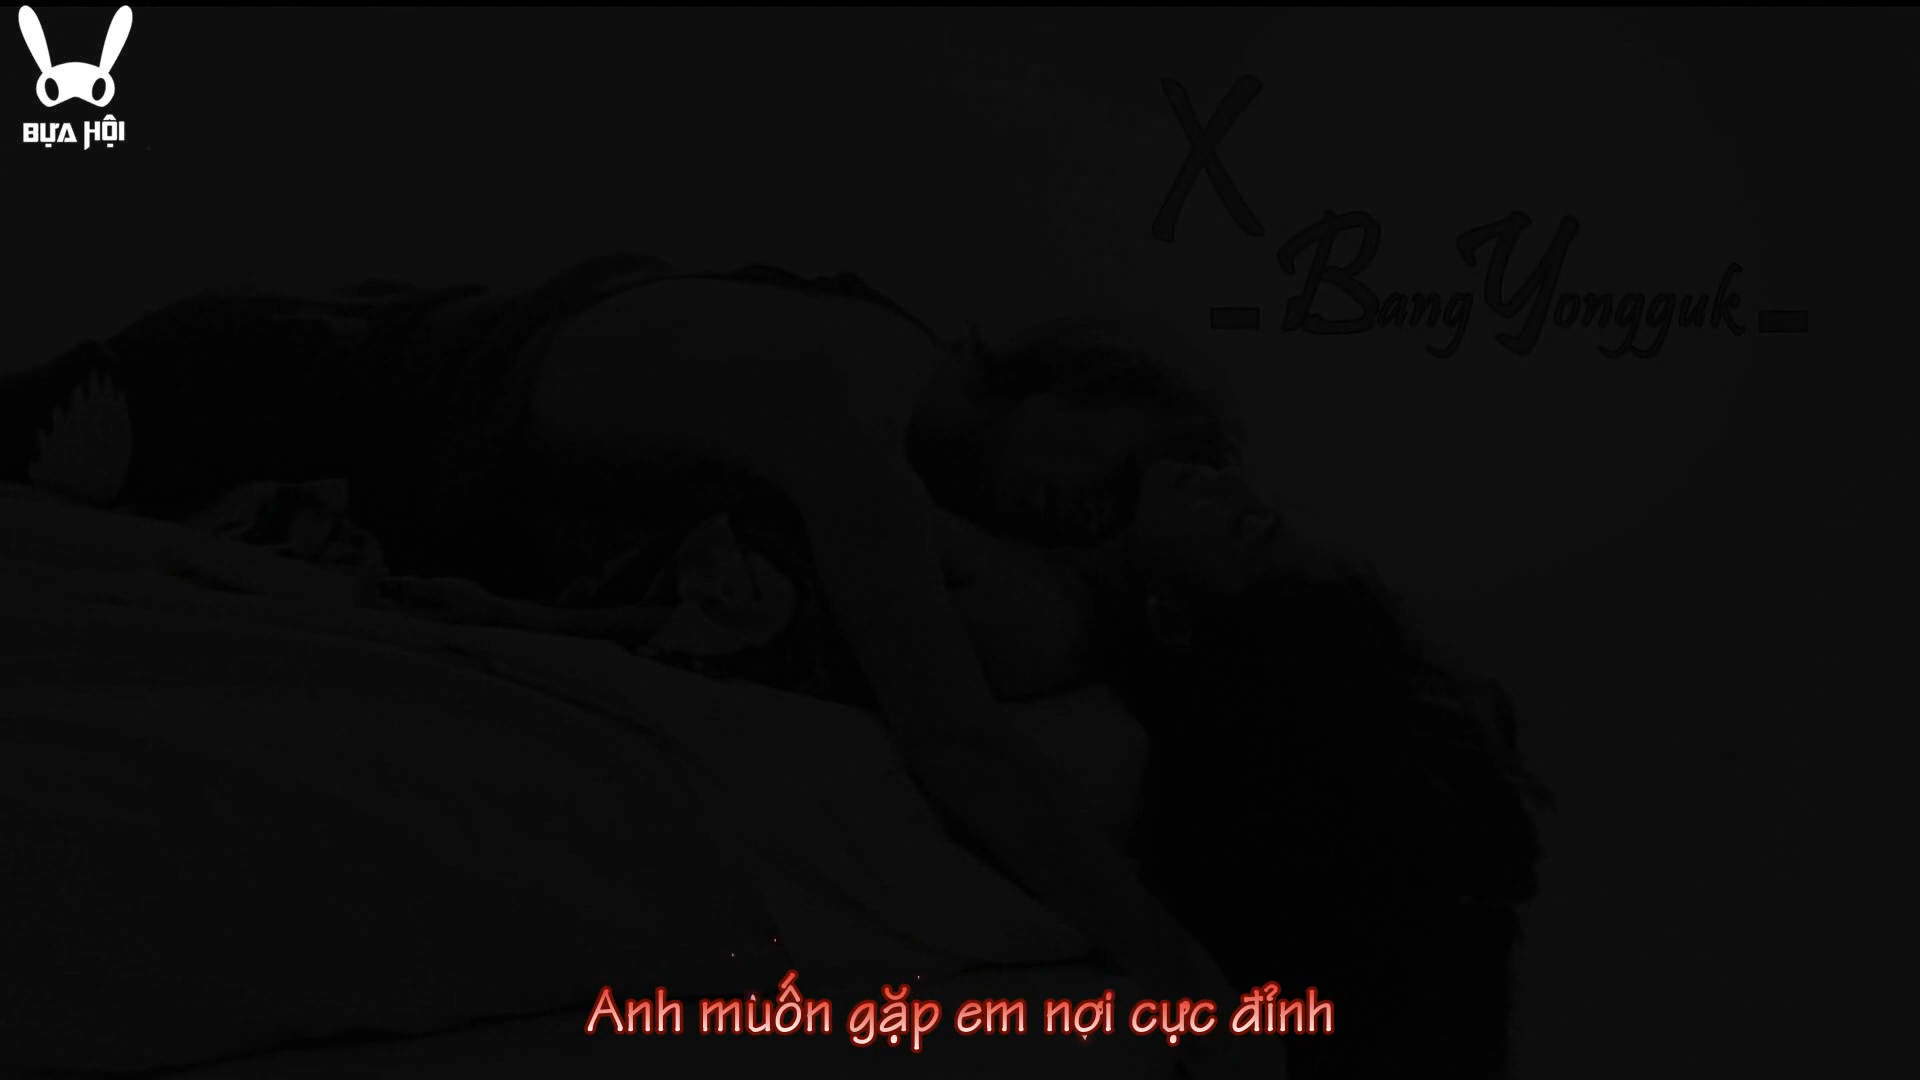 BỰA HỘI
X
_ Bang Yongguk _
Anh muốn gặp em nơi cực đỉnh